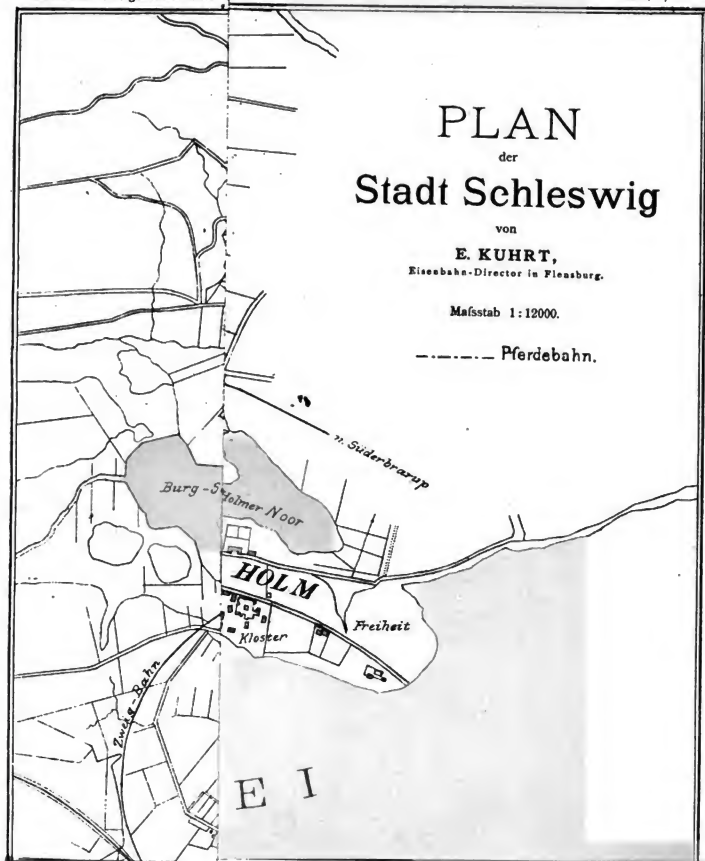 PLAN
der
Stadt Schleswig
von
E. KUHRT,
Eisenbahn-Director in Flensburg.
Maſsstab 1:12000.
Pferdebahn.
n. Süderbrarup
Holmer Noor
HOLM
Freiheit
Kloster
Zweig-Bahn
E I